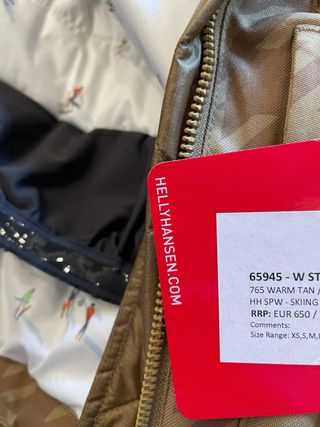 HELLYHANSEN.COM
65945 - W ST
765 WARM TAN /
HH SPW - SKIING
RRP: EUR 650 /
Comments:
Size Range: XS,S,M,L